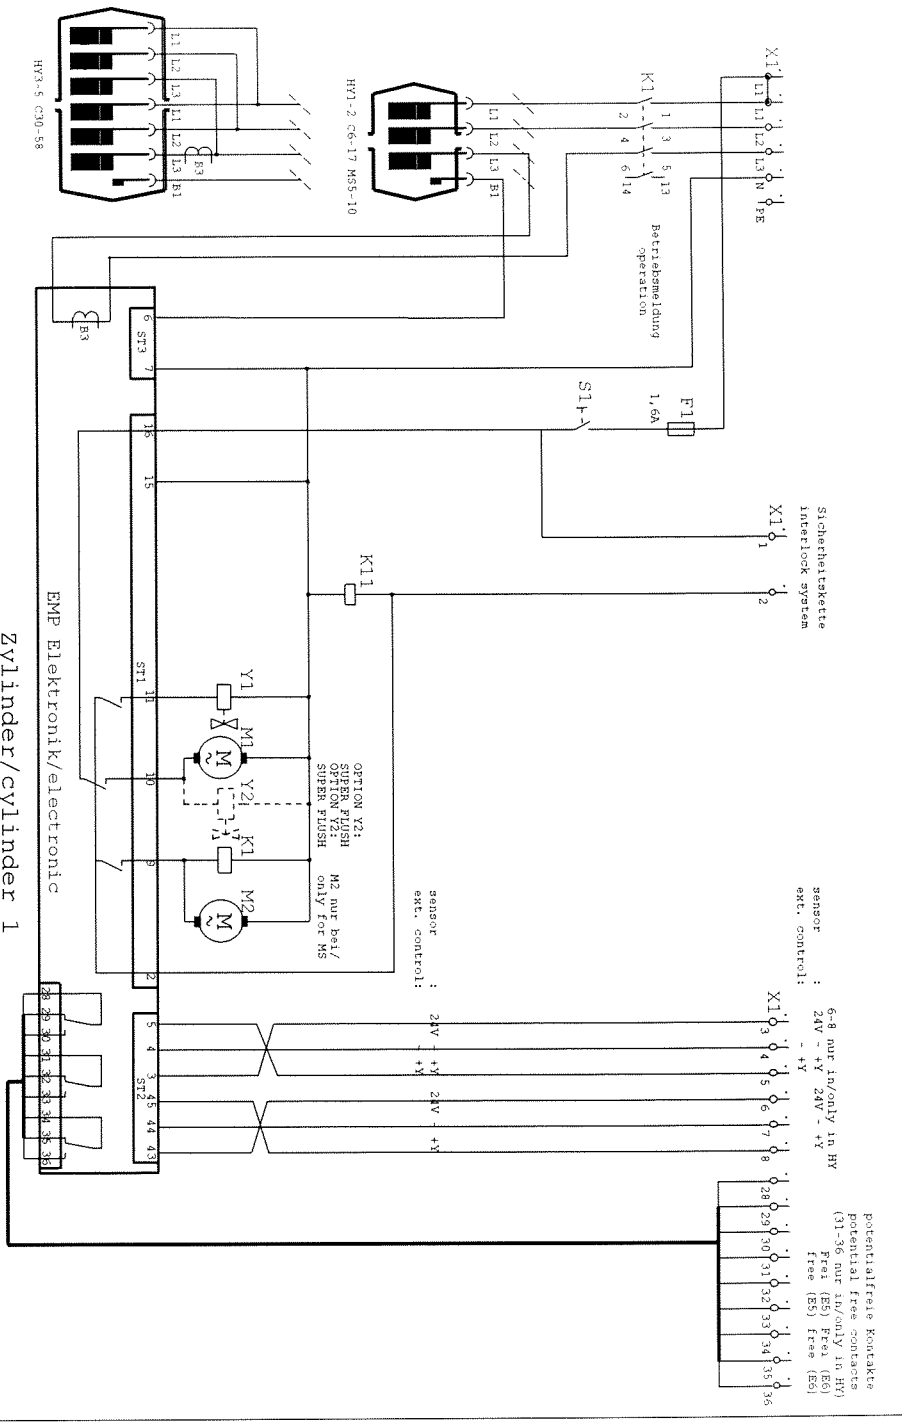 X1
L1
L1
L2
L3
N
PE
K1
1
2
3
4
5
6
13
14
Betriebsmeldung
operation
L1
L2
L3
B1
HY1-2 C6-17 MS5-10
L1
L2
L3
L1
L2
L3
B1
B3
HY3-5 C30-58
B3
6
ST3
7
F1
1,6A
S1
Sicherheitskette
interlock system
X1
1
2
K11
16
15
ST1
11
10
9
2
Y1
M1
M
Y2
K1
M2
M
OPTION Y2:
SUPER FLUSH
OPTION Y2:
SUPER FLUSH
M2 nur bei/
only for MS
EMP Elektronik/electronic
Zylinder/cylinder 1
sensor :
ext. control:
24V - +Y 24V - +Y
- +Y
6-8 nur in/only in HY
sensor :
ext. control:
24V - +Y 24V - +Y
- +Y
X1
3
4
5
6
7
8
5
4
3
ST2
45
44
43
28
29
30
31
32
33
34
35
36
28
29
30
31
32
33
34
35
36
potentialfreie Kontakte
potential free contacts
(31-36 nur in/only in HY)
Frei (E5) Frei (E6)
free (E5) free (E6)